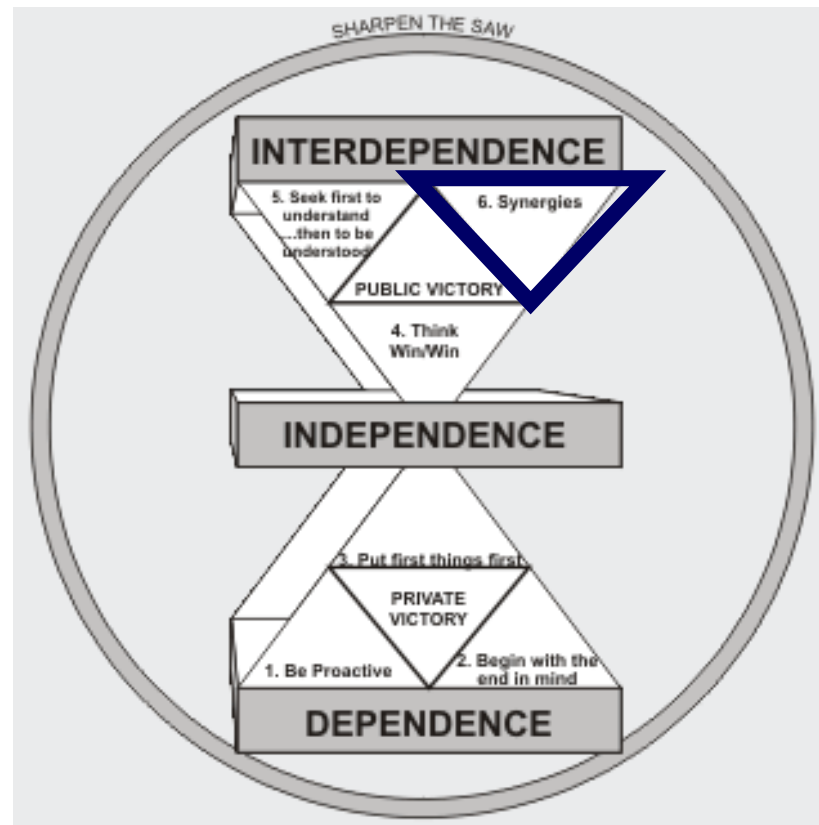 SHARPEN THE SAW
INTERDEPENDENCE
5. Seek first to
understand
...then to be
understood
6. Synergies
PUBLIC VICTORY
4. Think
Win/Win
INDEPENDENCE
3. Put first things first
PRIVATE
VICTORY
1. Be Proactive
2. Begin with the
end in mind
DEPENDENCE